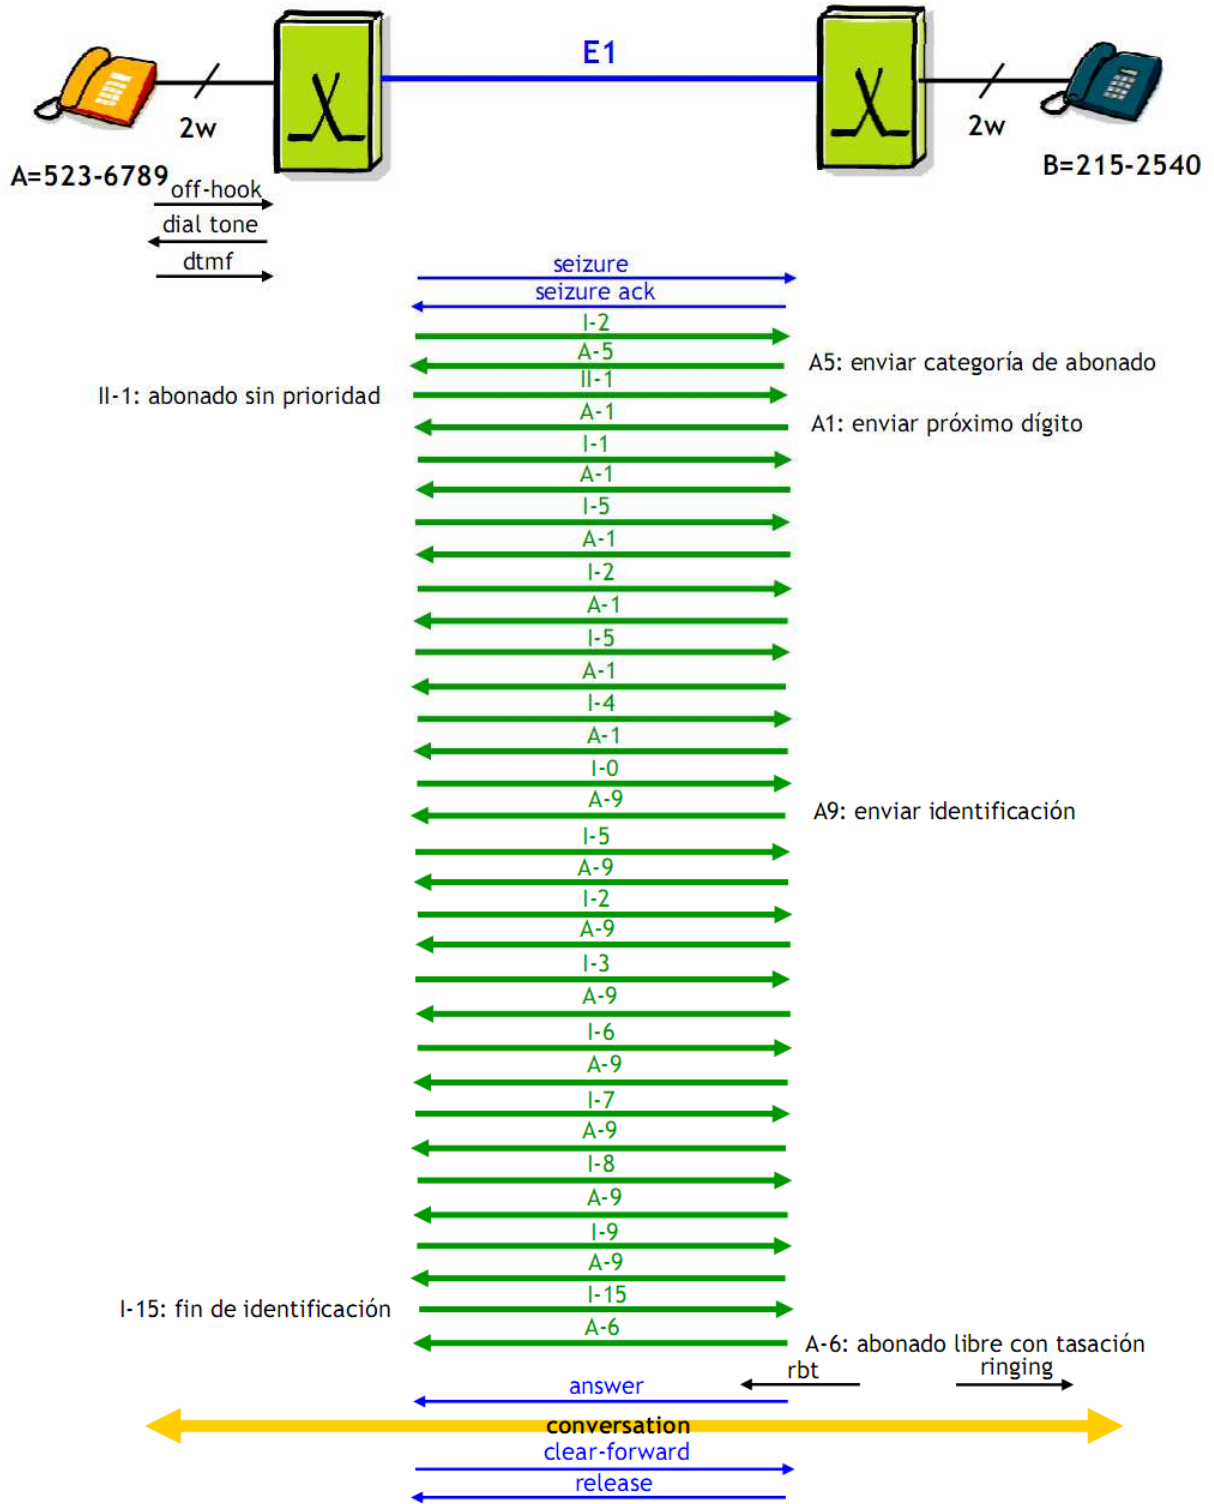 E1
2w
2w
A=523-6789
B=215-2540
off-hook
dial tone
dtmf
seizure
seizure ack
I-2
A-5
A5: enviar categoría de abonado
II-1
II-1: abonado sin prioridad
A-1
A1: enviar próximo dígito
I-1
A-1
I-5
A-1
I-2
A-1
I-5
A-1
I-4
A-1
I-0
A-9
A9: enviar identificación
I-5
A-9
I-2
A-9
I-3
A-9
I-6
A-9
I-7
A-9
I-8
A-9
I-9
A-9
I-15
I-15: fin de identificación
A-6
A-6: abonado libre con tasación
rbt
ringing
answer
conversation
clear-forward
release